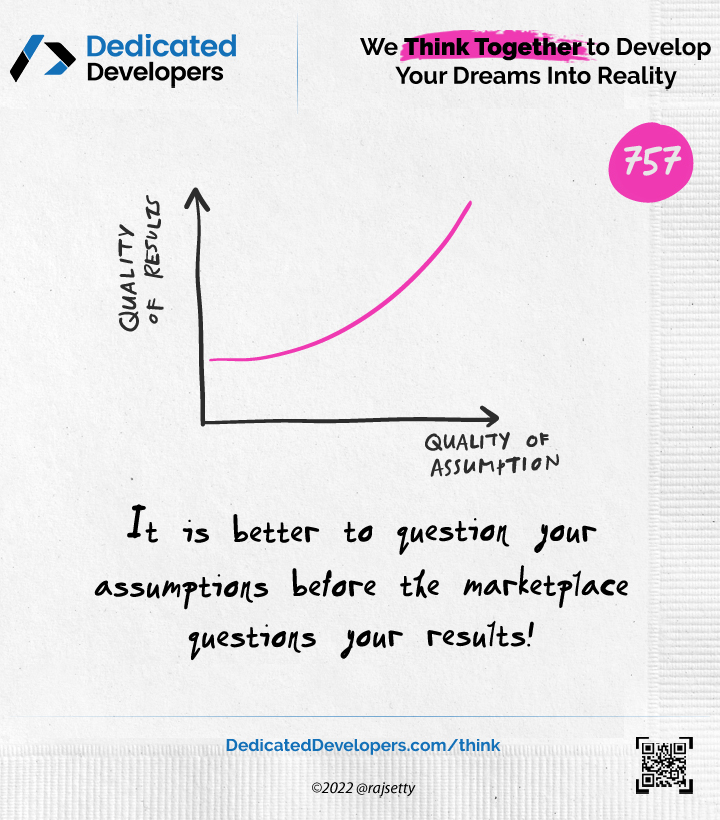 Dedicated
Developers
We Think Together to Develop
Your Dreams Into Reality
757
QUALITY
OF RESULTS
QUALITY OF
ASSUMPTION
It is better to question your
assumptions before the marketplace
questions your results!
DedicatedDevelopers.com/think
©2022 @rajsetty